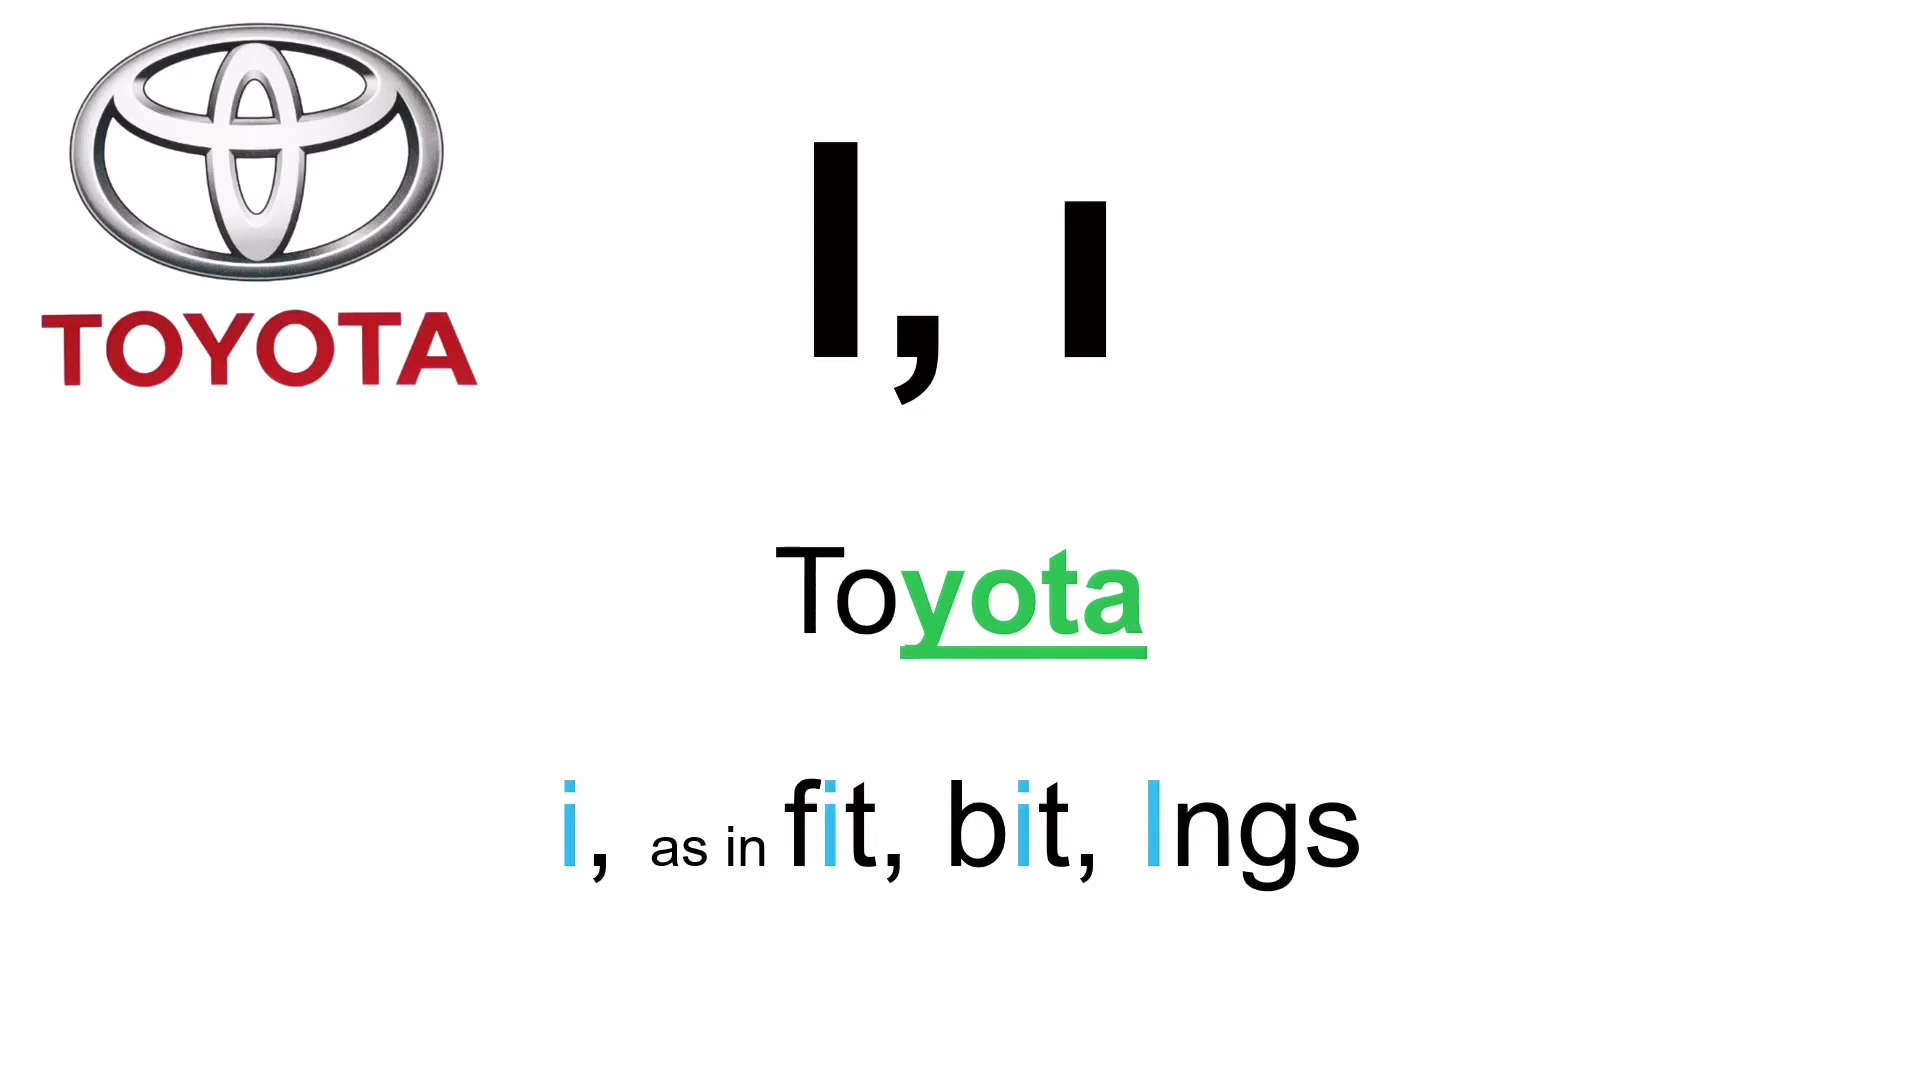 TOYOTA
Ι, ι
Toyota
i, as in fit, bit, Ings